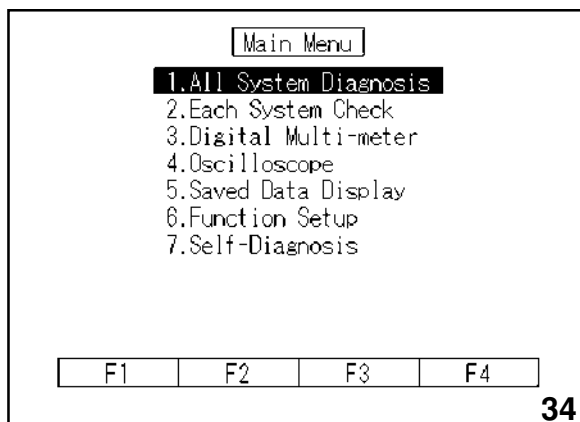 Main Menu
1.All System Diagnosis
2.Each System Check
3.Digital Multi-meter
4.Oscilloscope
5.Saved Data Display
6.Function Setup
7.Self-Diagnosis
F1 F2 F3 F4
34